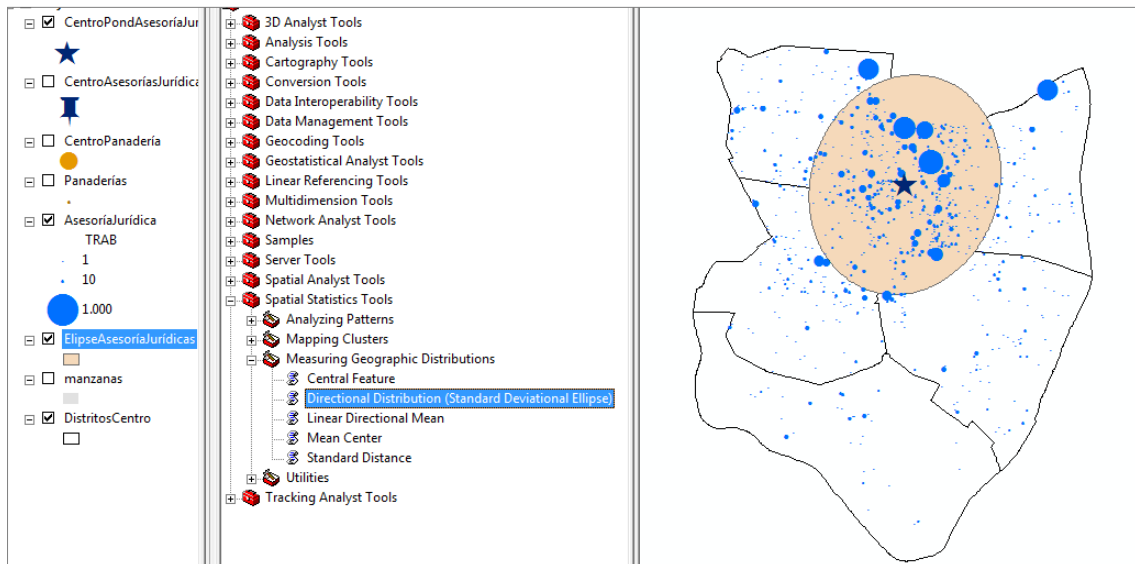 CentroPondAsesoríaJur
CentroAsesoríasJurídica
CentroPanadería
Panaderías
AsesoríaJurídica
TRAB
1
10
1.000
ElipseAsesoríaJurídicas
manzanas
DistritosCentro
3D Analyst Tools
Analysis Tools
Cartography Tools
Conversion Tools
Data Interoperability Tools
Data Management Tools
Geocoding Tools
Geostatistical Analyst Tools
Linear Referencing Tools
Multidimension Tools
Network Analyst Tools
Samples
Server Tools
Spatial Analyst Tools
Spatial Statistics Tools
Analyzing Patterns
Mapping Clusters
Measuring Geographic Distributions
Central Feature
Directional Distribution (Standard Deviational Ellipse)
Linear Directional Mean
Mean Center
Standard Distance
Utilities
Tracking Analyst Tools